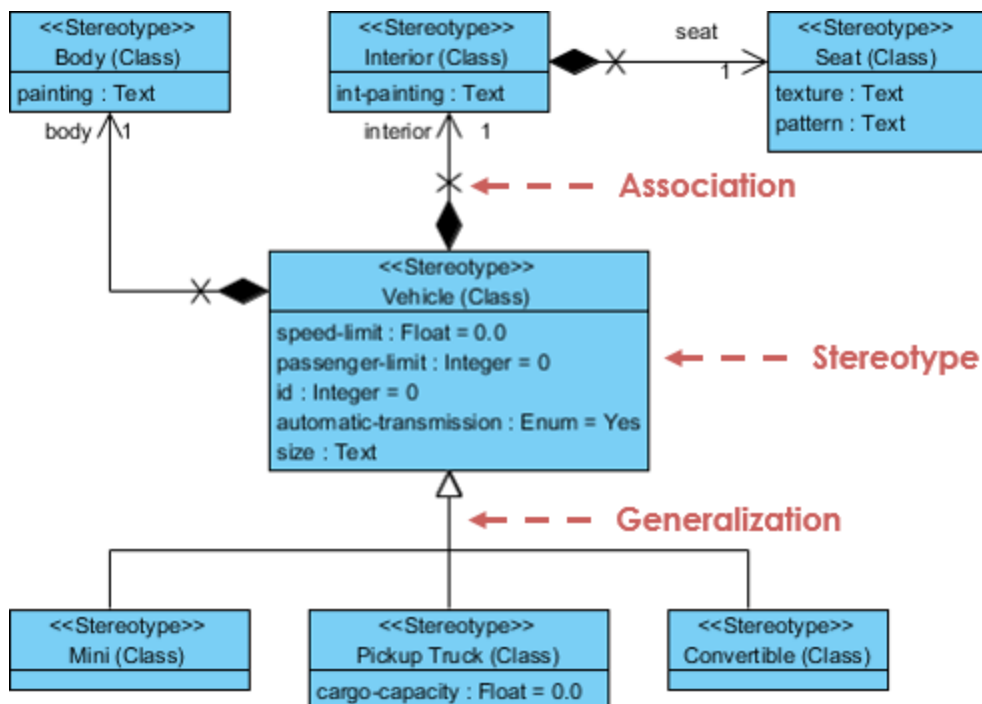 <<Stereotype>>
Body (Class)
painting : Text
<<Stereotype>>
Interior (Class)
int-painting : Text
seat
1
<<Stereotype>>
Seat (Class)
texture : Text
pattern : Text
body 1
interior 1
Association
<<Stereotype>>
Vehicle (Class)
speed-limit : Float = 0.0
passenger-limit : Integer = 0
id : Integer = 0
automatic-transmission : Enum = Yes
size : Text
Stereotype
Generalization
<<Stereotype>>
Mini (Class)
<<Stereotype>>
Pickup Truck (Class)
cargo-capacity : Float = 0.0
<<Stereotype>>
Convertible (Class)